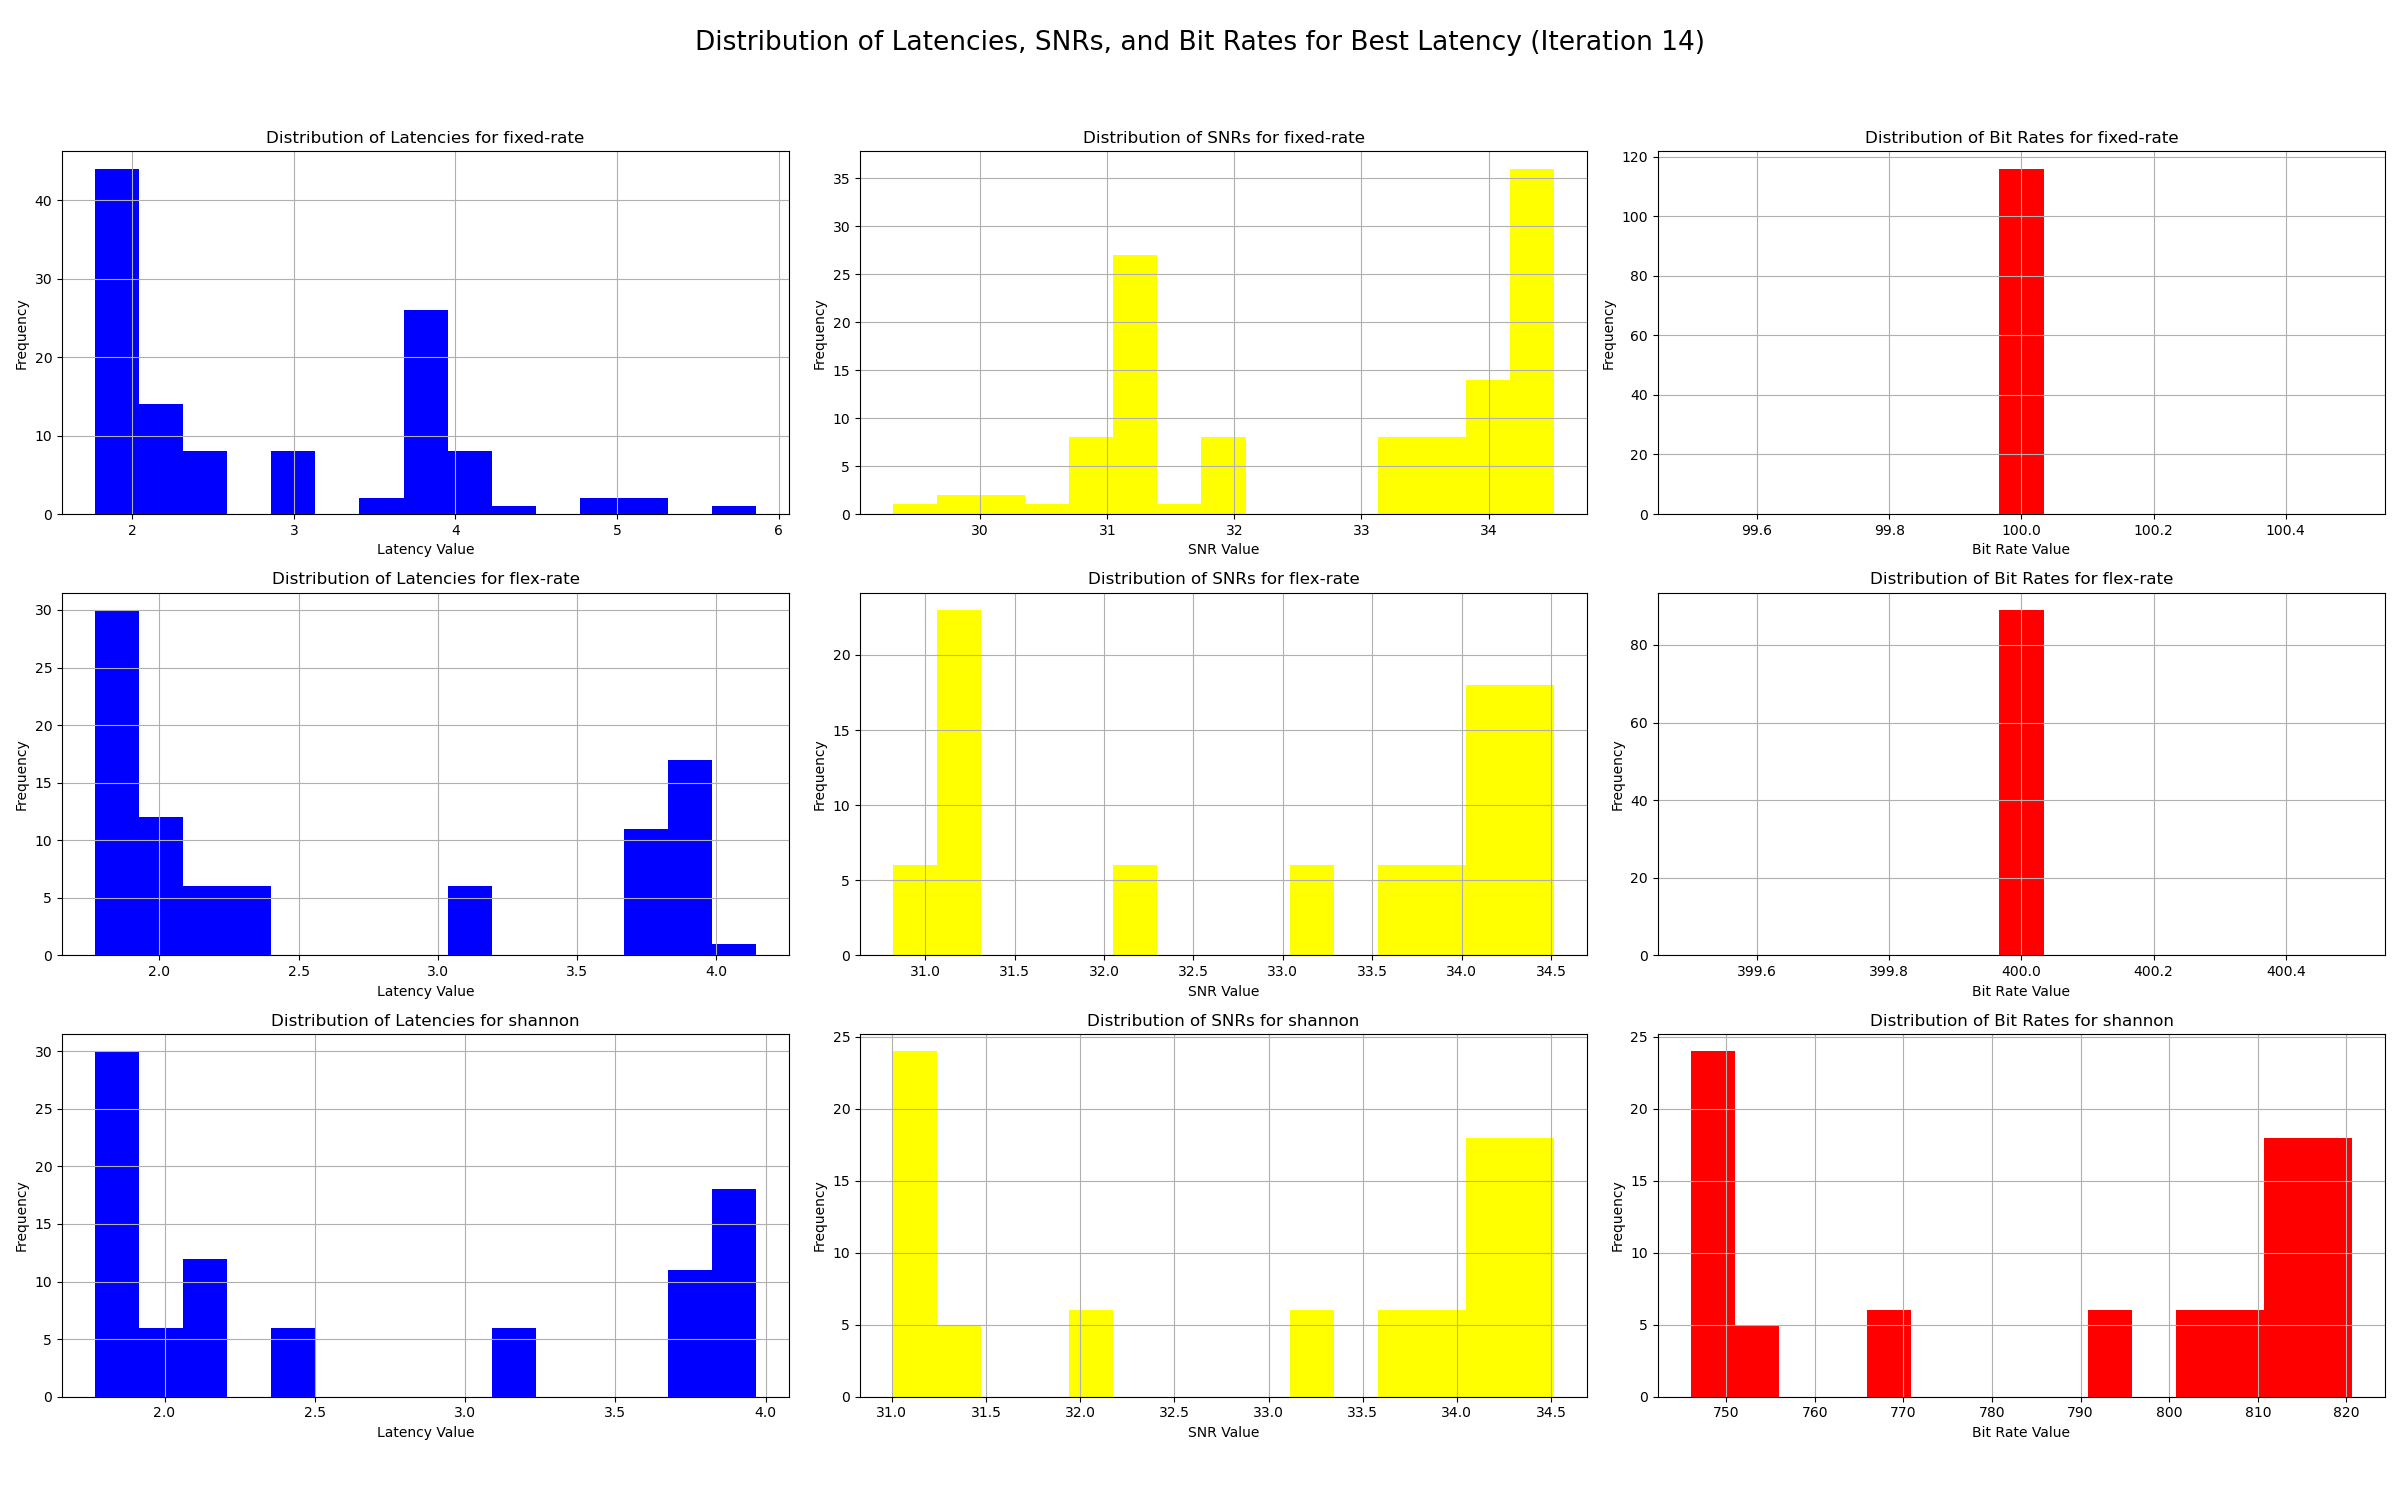 Distribution of Latencies, SNRs, and Bit Rates for Best Latency (Iteration 14)
Distribution of Latencies for fixed-rate
Frequency
40
30
20
10
0
2 3 4 5 6
Latency Value
Distribution of SNRs for fixed-rate
Frequency
35
30
25
20
15
10
5
0
30 31 32 33 34
SNR Value
Distribution of Bit Rates for fixed-rate
Frequency
120
100
80
60
40
20
0
99.6 99.8 100.0 100.2 100.4
Bit Rate Value
Distribution of Latencies for flex-rate
Frequency
30
25
20
15
10
5
0
2.0 2.5 3.0 3.5 4.0
Latency Value
Distribution of SNRs for flex-rate
Frequency
20
15
10
5
0
31.0 31.5 32.0 32.5 33.0 33.5 34.0 34.5
SNR Value
Distribution of Bit Rates for flex-rate
Frequency
80
60
40
20
0
399.6 399.8 400.0 400.2 400.4
Bit Rate Value
Distribution of Latencies for shannon
Frequency
30
25
20
15
10
5
0
2.0 2.5 3.0 3.5 4.0
Latency Value
Distribution of SNRs for shannon
Frequency
25
20
15
10
5
0
31.0 31.5 32.0 32.5 33.0 33.5 34.0 34.5
SNR Value
Distribution of Bit Rates for shannon
Frequency
25
20
15
10
5
0
750 760 770 780 790 800 810 820
Bit Rate Value